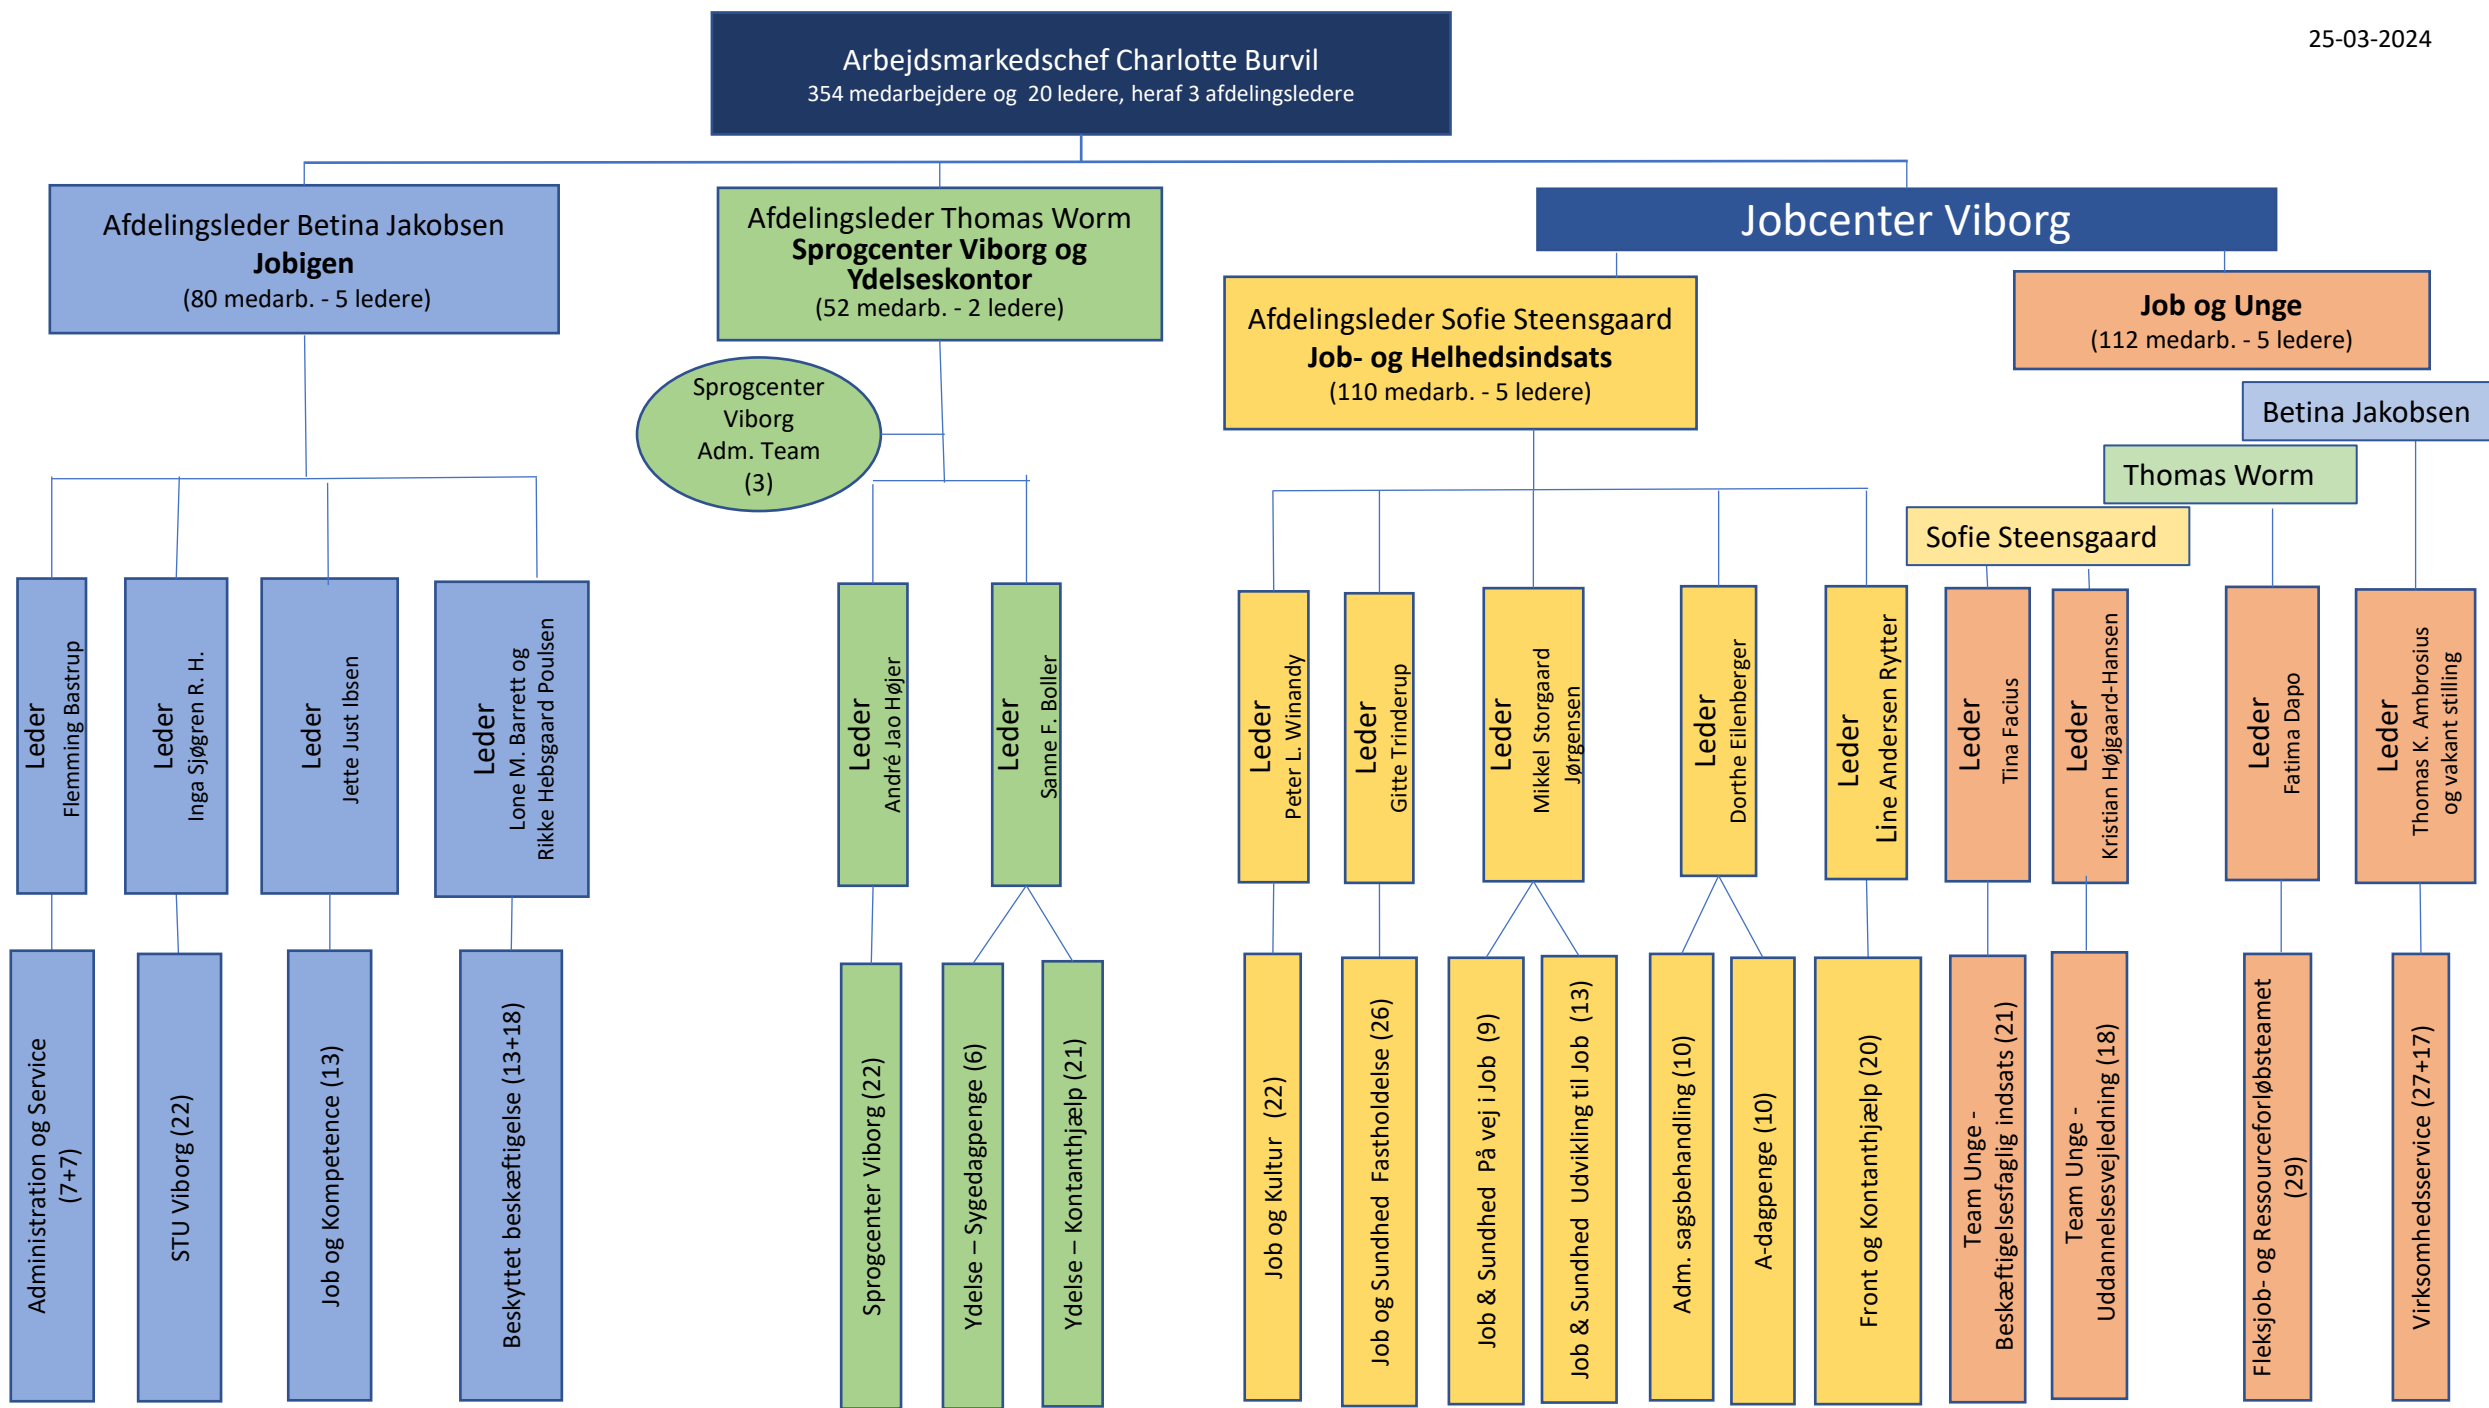 25-03-2024
Arbejdsmarkedschef Charlotte Burvil
354 medarbejdere og  20 ledere, heraf 3 afdelingsledere
Afdelingsleder Betina Jakobsen
Jobigen
(80 medarb. - 5 ledere)
Afdelingsleder Thomas Worm
Sprogcenter Viborg og
Ydelseskontor
(52 medarb. - 2 ledere)
Jobcenter Viborg
Afdelingsleder Sofie Steensgaard
Job- og Helhedsindsats
(110 medarb. - 5 ledere)
Job og Unge
(112 medarb. - 5 ledere)
Sprogcenter
Viborg
Adm. Team
(3)
Betina Jakobsen
Thomas Worm
Sofie Steensgaard
Leder
Flemming Bastrup
Leder
Inga Sjøgren R. H.
Leder
Jette Just Ibsen
Leder
Lone M. Barrett og
Rikke Hebsgaard Poulsen
Leder
André Jao Højer
Leder
Sanne F. Boller
Leder
Peter L. Winandy
Leder
Gitte Trinderup
Leder
Mikkel Storgaard
Jørgensen
Leder
Dorthe Eilenberger
Leder
Line Andersen Rytter
Leder
Tina Facius
Leder
Kristian Højgaard-Hansen
Leder
Fatima Dapo
Leder
Thomas K. Ambrosius
og vakant stilling
Administration og Service
(7+7)
STU Viborg (22)
Job og Kompetence (13)
Beskyttet beskæftigelse (13+18)
Sprogcenter Viborg (22)
Ydelse – Sygedagpenge (6)
Ydelse – Kontanthjælp (21)
Job og Kultur  (22)
Job og Sundhed  Fastholdelse (26)
Job & Sundhed  På vej i Job  (9)
Job & Sundhed  Udvikling til Job  (13)
Adm. sagsbehandling (10)
A-dagpenge (10)
Front og Kontanthjælp (20)
Team Unge -
Beskæftigelsesfaglig indsats (21)
Team Unge -
Uddannelsesvejledning (18)
Fleksjob- og Ressourceforløbsteamet
(29)
Virksomhedsservice (27+17)